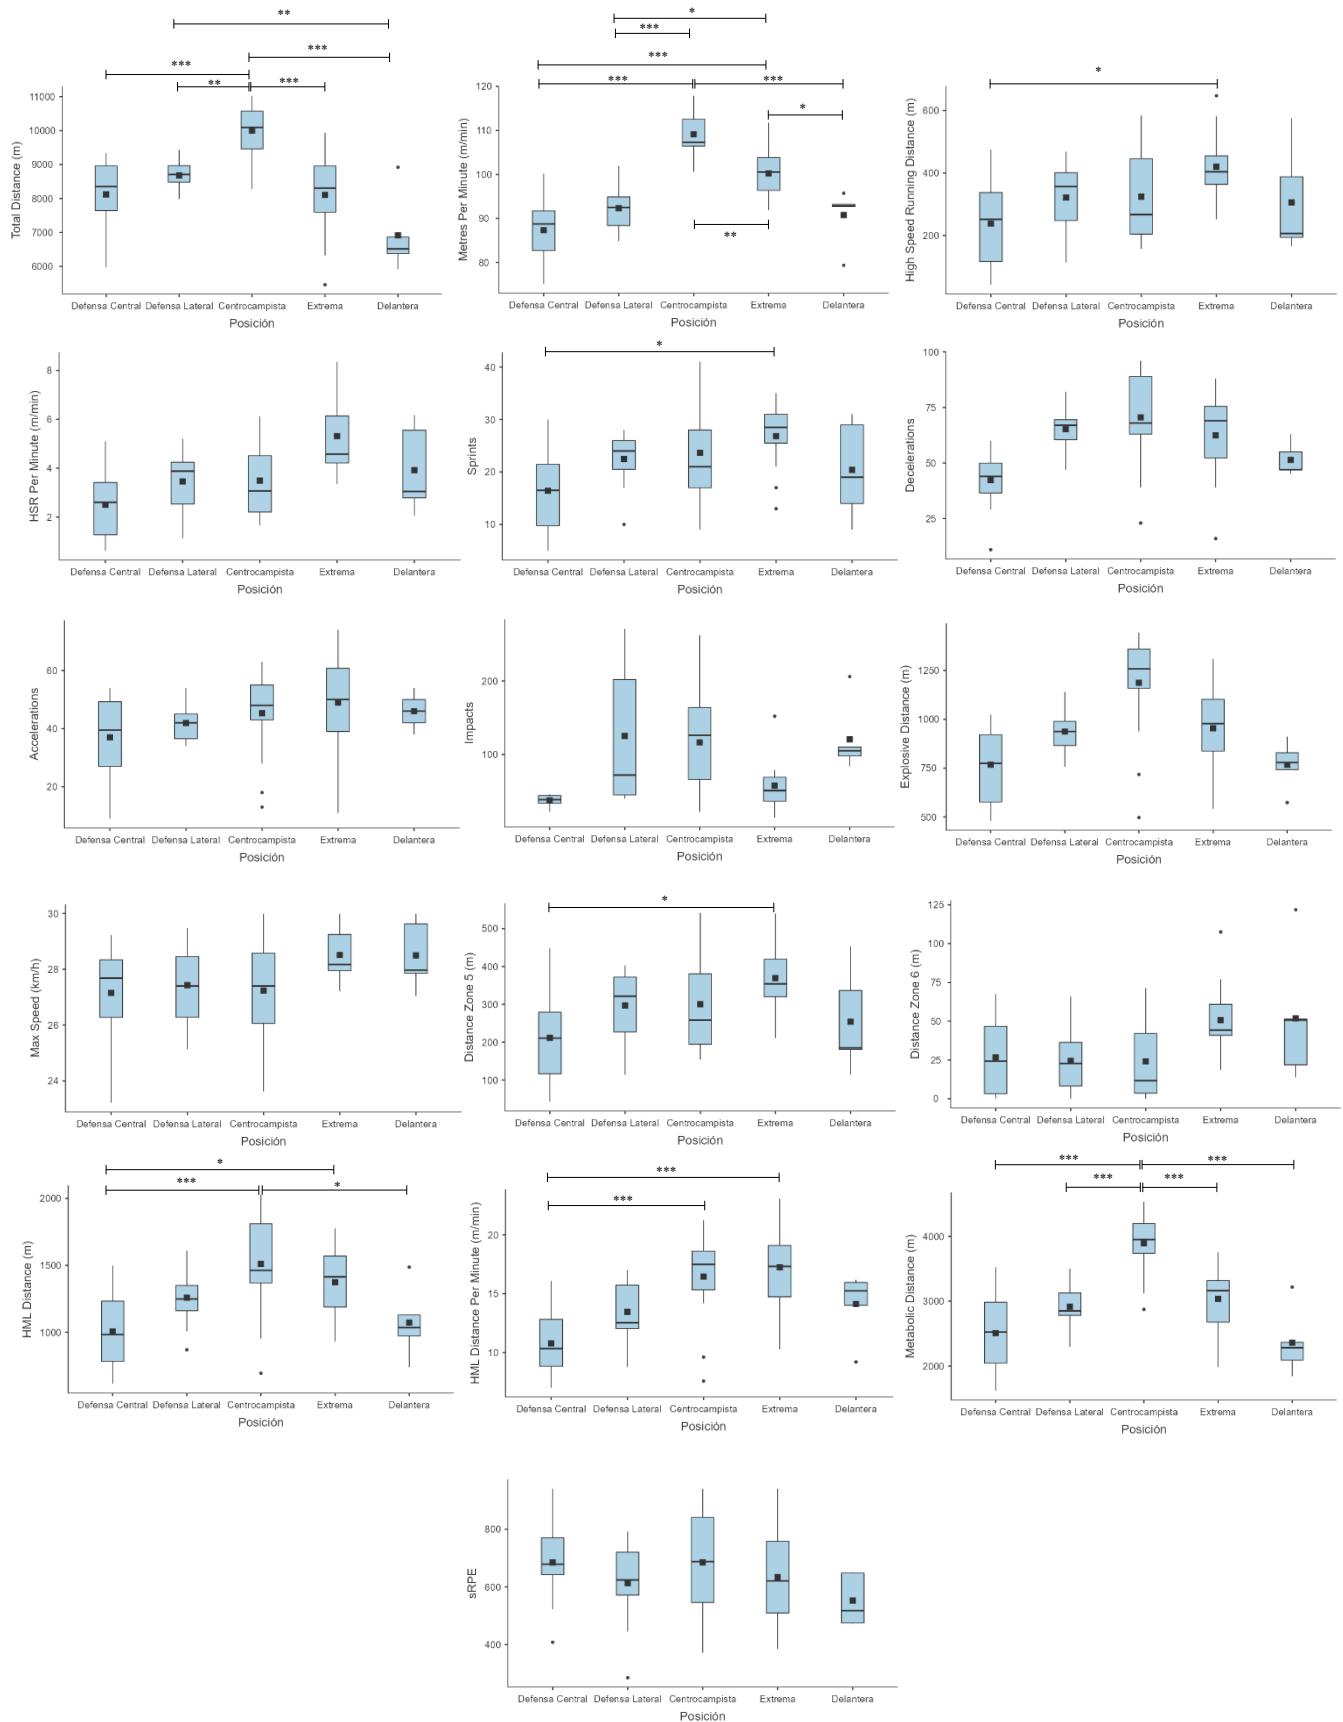 ** * *** *** *** *** * ** *** *** *** *
Total Distance (m)
11000
10000
9000
8000
7000
6000
Defensa Central Defensa Lateral Centrocampista Extrema Delantera
Posición
Metres Per Minute (m/min)
120
110
100
90
80
**
Defensa Central Defensa Lateral Centrocampista Extrema Delantera
Posición
High Speed Running Distance (m)
600
400
200
Defensa Central Defensa Lateral Centrocampista Extrema Delantera
Posición
HSR Per Minute (m/min)
8
6
4
2
Defensa Central Defensa Lateral Centrocampista Extrema Delantera
Posición
*
Sprints
40
30
20
10
Defensa Central Defensa Lateral Centrocampista Extrema Delantera
Posición
Decelerations
100
75
50
25
Defensa Central Defensa Lateral Centrocampista Extrema Delantera
Posición
Accelerations
60
40
20
Defensa Central Defensa Lateral Centrocampista Extrema Delantera
Posición
Impacts
200
100
Defensa Central Defensa Lateral Centrocampista Extrema Delantera
Posición
Explosive Distance (m)
1250
1000
750
500
Defensa Central Defensa Lateral Centrocampista Extrema Delantera
Posición
Max Speed (km/h)
30
28
26
24
Defensa Central Defensa Lateral Centrocampista Extrema Delantera
Posición
*
Distance Zone 5 (m)
500
400
300
200
100
Defensa Central Defensa Lateral Centrocampista Extrema Delantera
Posición
Distance Zone 6 (m)
125
100
75
50
25
0
Defensa Central Defensa Lateral Centrocampista Extrema Delantera
Posición
*
*** *
HML Distance (m)
2000
1500
1000
Defensa Central Defensa Lateral Centrocampista Extrema Delantera
Posición
***
***
HML Distance Per Minute (m/min)
20
15
10
Defensa Central Defensa Lateral Centrocampista Extrema Delantera
Posición
*** ***
*** ***
Metabolic Distance (m)
4000
3000
2000
Defensa Central Defensa Lateral Centrocampista Extrema Delantera
Posición
sRPE
800
600
400
Defensa Central Defensa Lateral Centrocampista Extrema Delantera
Posición